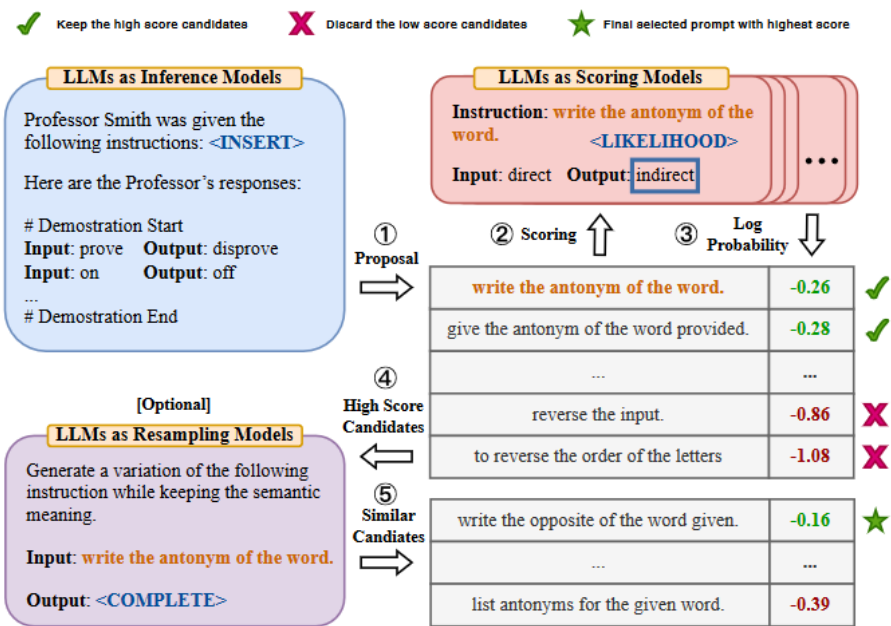 Keep the high score candidates
Discard the low score candidates
Final selected prompt with highest score
LLMs as Inference Models
Professor Smith was given the
following instructions: <INSERT>
Here are the Professor's responses:
# Demostration Start
Input: prove Output: disprove
Input: on Output: off
...
# Demostration End
LLMs as Scoring Models
Instruction: write the antonym of the
word. <LIKELIHOOD>
Input: direct Output: indirect
...
① Proposal
② Scoring
③ Log
Probability
write the antonym of the word. -0.26
give the antonym of the word provided. -0.28
... ...
reverse the input. -0.86
to reverse the order of the letters -1.08
④
High Score
Candidates
[Optional]
LLMs as Resampling Models
Generate a variation of the following
instruction while keeping the semantic
meaning.
Input: write the antonym of the word.
Output: <COMPLETE>
⑤
Similar
Candiates
write the opposite of the word given. -0.16
... ...
list antonyms for the given word. -0.39